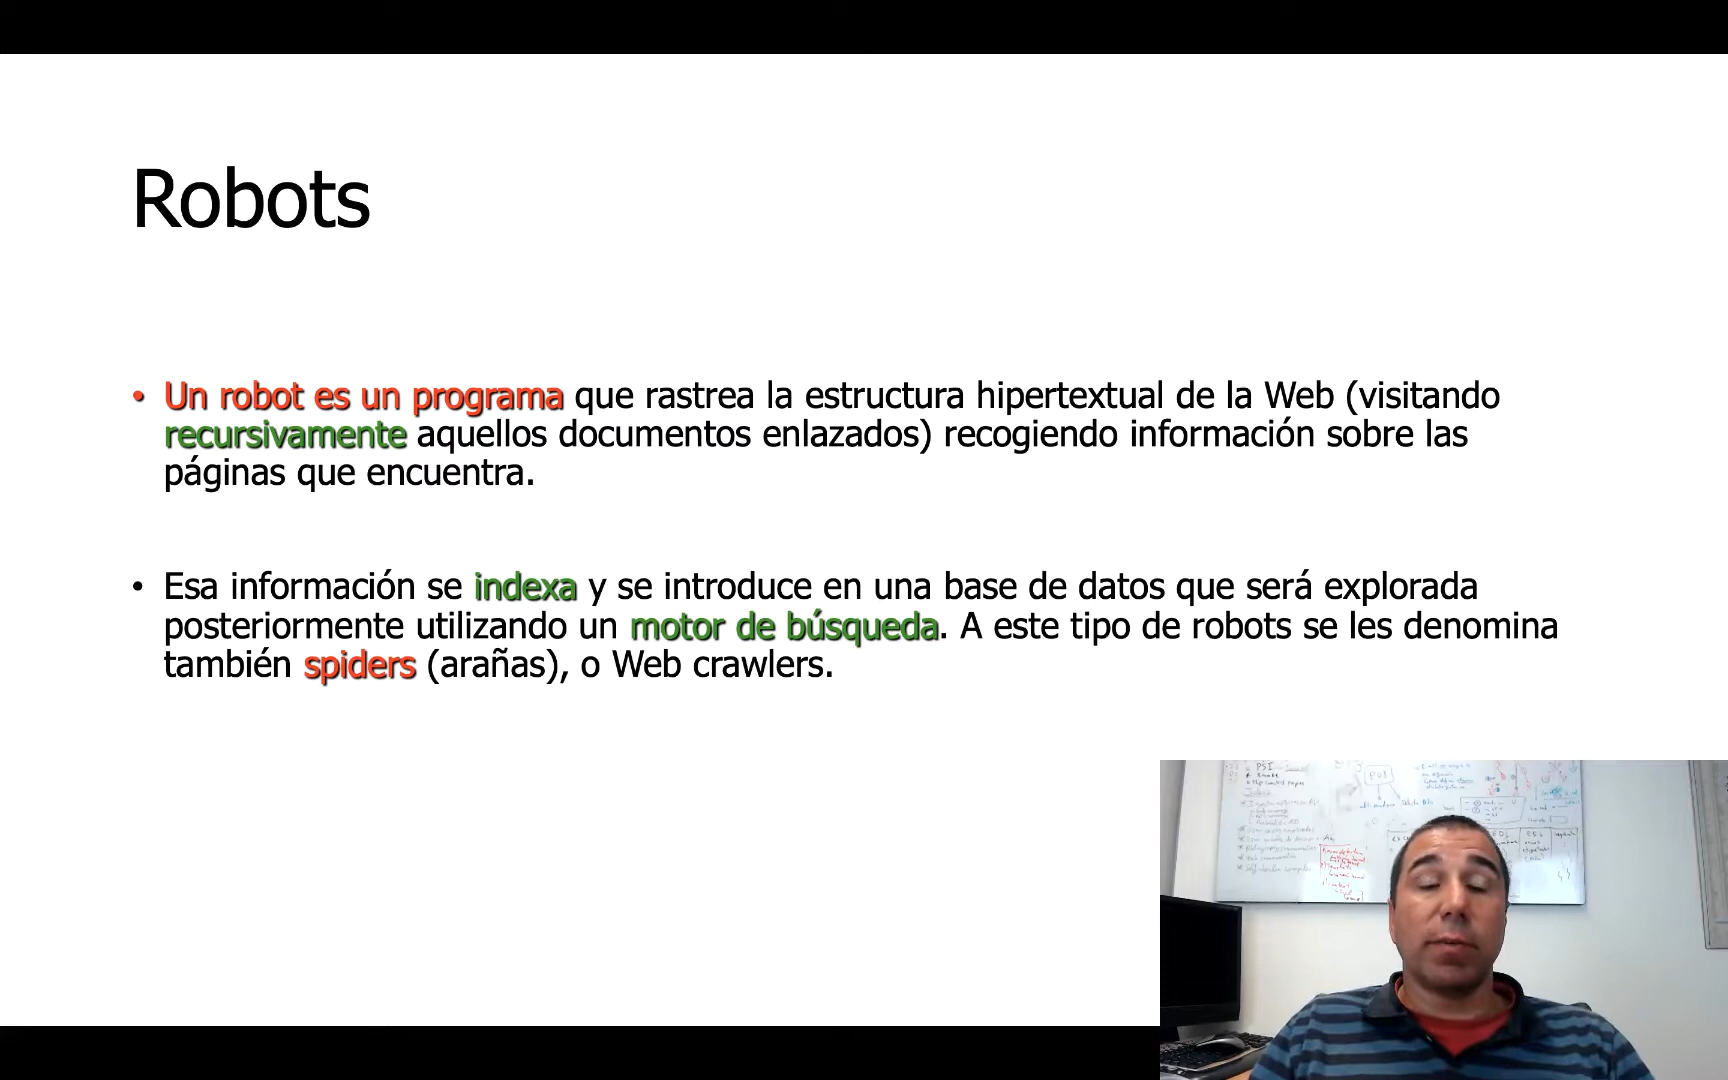 Robots
• Un robot es un programa que rastrea la estructura hipertextual de la Web (visitando
recursivamente aquellos documentos enlazados) recogiendo información sobre las
páginas que encuentra.
• Esa información se indexa y se introduce en una base de datos que será explorada
posteriormente utilizando un motor de búsqueda. A este tipo de robots se les denomina
también spiders (arañas), o Web crawlers.
PSI